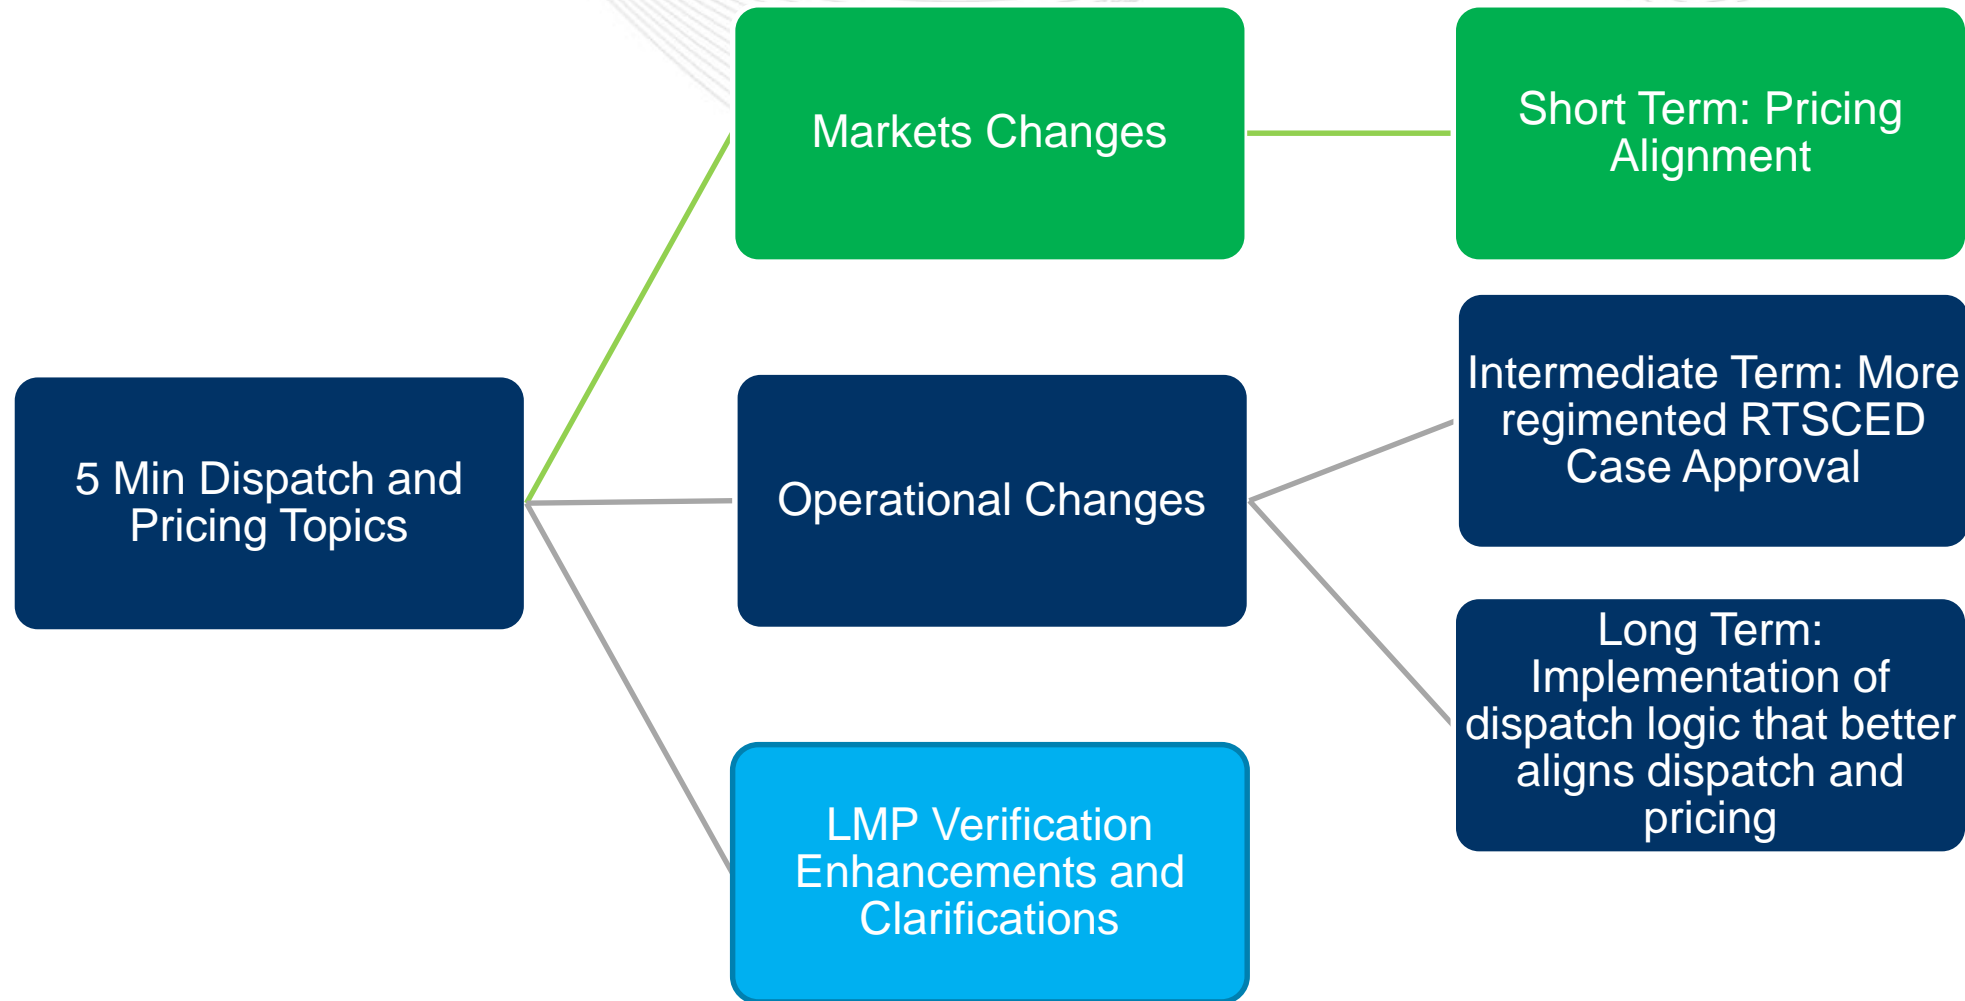 5 Min Dispatch and
Pricing Topics
Markets Changes
Short Term: Pricing
Alignment
Operational Changes
Intermediate Term: More
regimented RTSCED
Case Approval
Long Term:
Implementation of
dispatch logic that better
aligns dispatch and
pricing
LMP Verification
Enhancements and
Clarifications